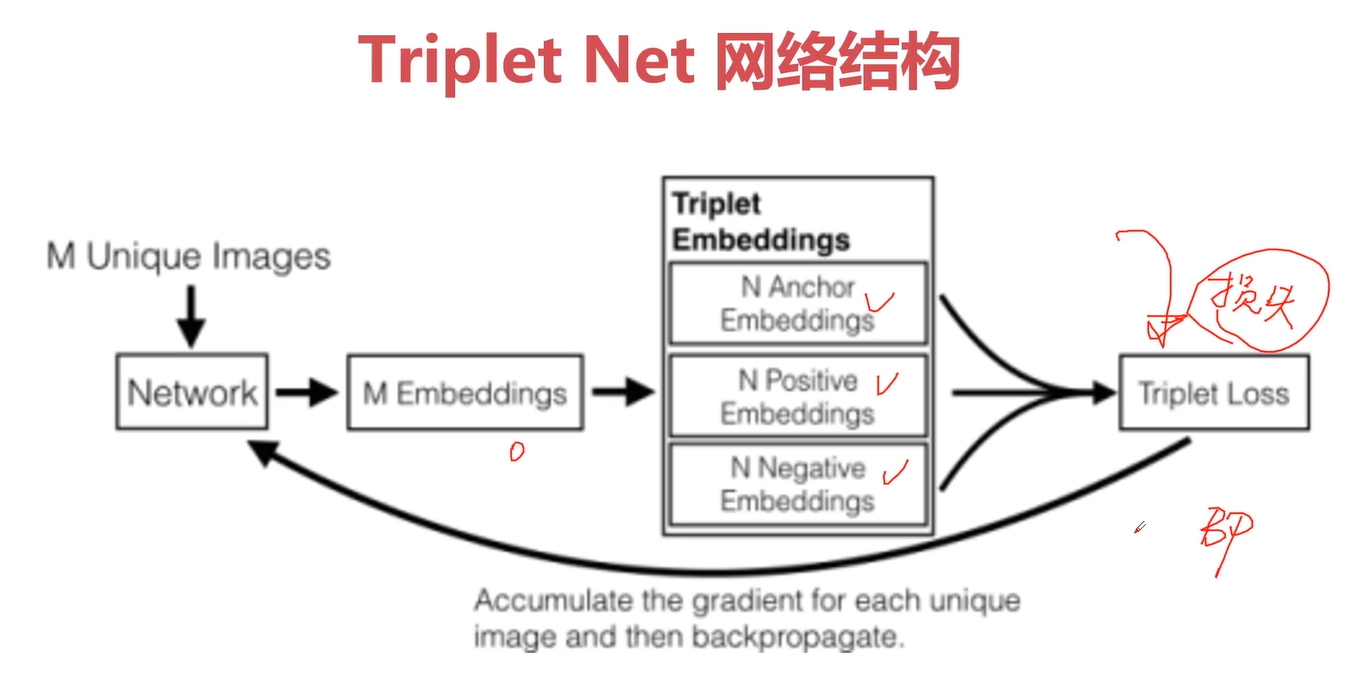 Triplet Net 网络结构
M Unique Images
Network
M Embeddings
Triplet
Embeddings
N Anchor
Embeddings
N Positive
Embeddings
N Negative
Embeddings
损失
Triplet Loss
BP
Accumulate the gradient for each unique
image and then backpropagate.